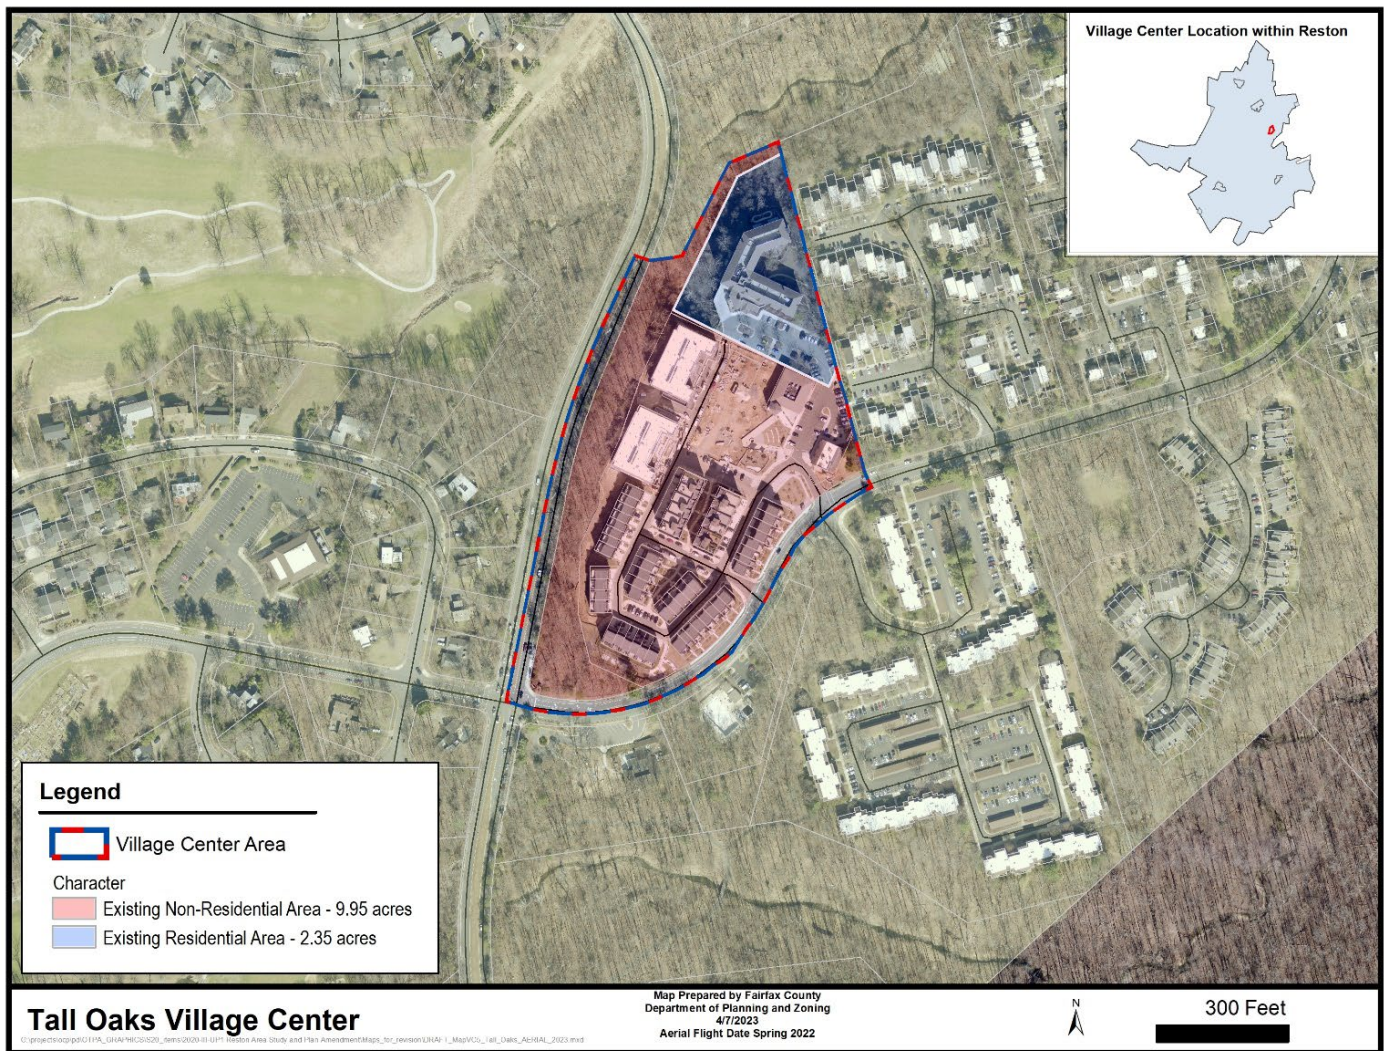 Village Center Location within Reston
Legend
Village Center Area
Character
Existing Non-Residential Area - 9.95 acres
Existing Residential Area - 2.35 acres
Tall Oaks Village Center
Map Prepared by Fairfax County
Department of Planning and Zoning
4/7/2023
Aerial Flight Date Spring 2022
N
300 Feet